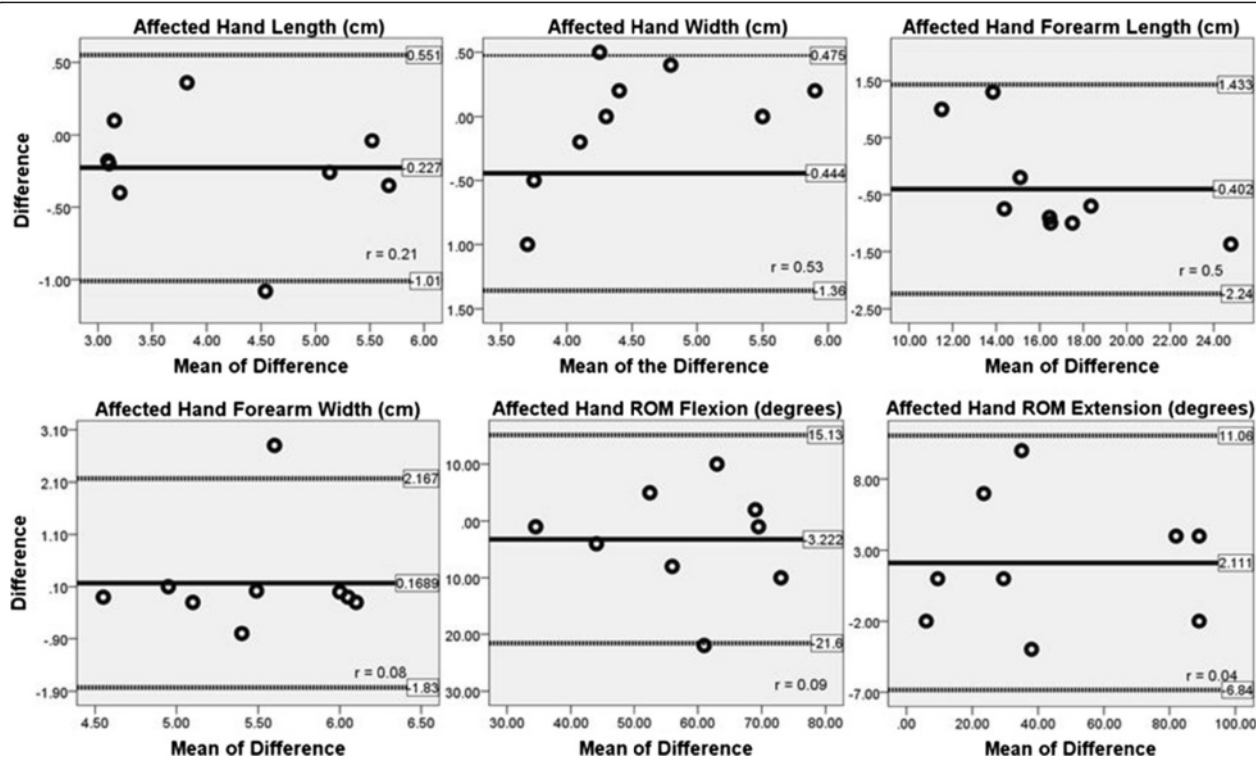 Affected Hand Length (cm)
Difference
.50
.00
-.50
-1.00
0.551
-0.227
r = 0.21
-1.01
3.00 3.50 4.00 4.50 5.00 5.50 6.00
Mean of Difference
Affected Hand Width (cm)
.50
.00
-.50
1.00
1.50
0.475
-0.444
r = 0.53
-1.36
3.50 4.00 4.50 5.00 5.50 6.00
Mean of the Difference
Affected Hand Forearm Length (cm)
1.50
.50
-.50
-1.50
-2.50
1.433
-0.402
r = 0.5
-2.24
10.00 12.00 14.00 16.00 18.00 20.00 22.00 24.00
Mean of Difference
Affected Hand Forearm Width (cm)
Difference
3.10
2.10
1.10
.10
-.90
-1.90
2.167
0.1689
r = 0.08
-1.83
4.50 5.00 5.50 6.00 6.50
Mean of Difference
Affected Hand ROM Flexion (degrees)
10.00
.00
10.00
20.00
30.00
15.13
-3.222
-21.6
r = 0.09
30.00 40.00 50.00 60.00 70.00 80.00
Mean of Difference
Affected Hand ROM Extension (degrees)
8.00
3.00
-2.00
-7.00
11.06
2.111
r = 0.04
-6.84
.00 20.00 40.00 60.00 80.00 100.00
Mean of Difference